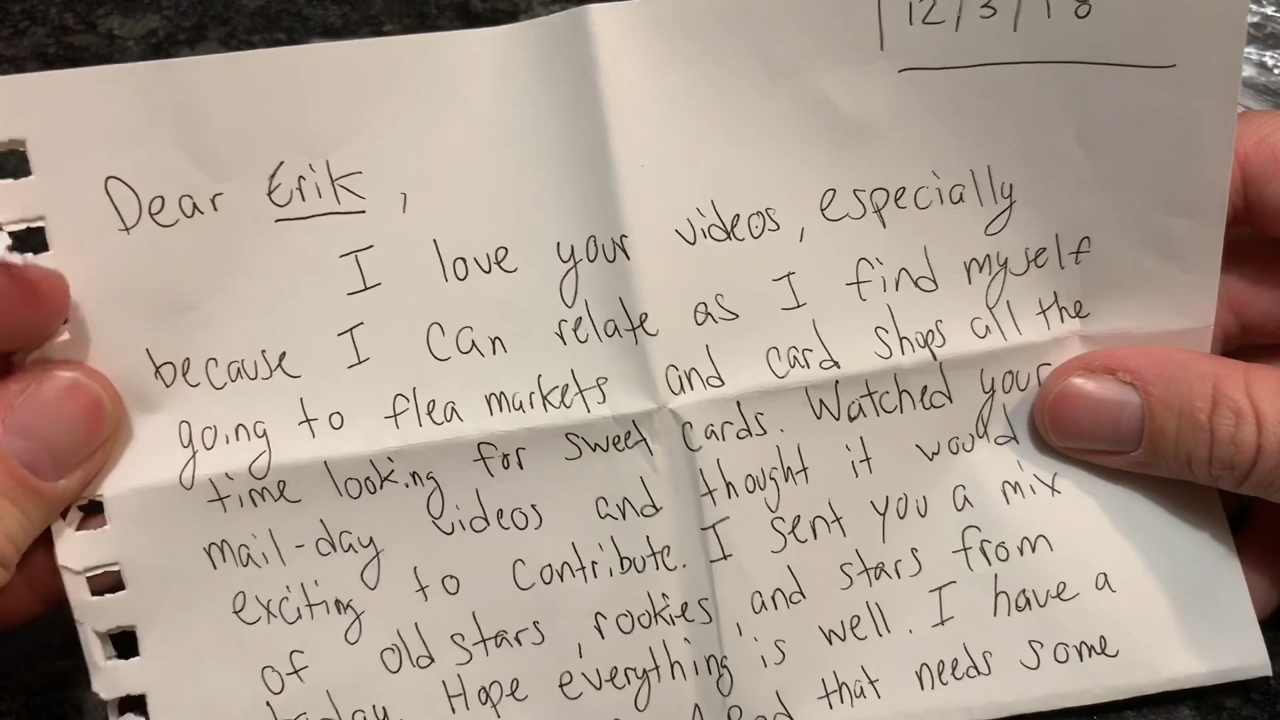 12/3/18
Dear Erik,
I love your videos, especially
because I can relate as I find myself
going to flea markets and card shops all the
time looking for sweet cards. Watched your
mail-day videos and thought it would
exciting to contribute. I sent you a mix
of old stars, rookies, and stars from
today. Hope everything is well. I have a
that needs some